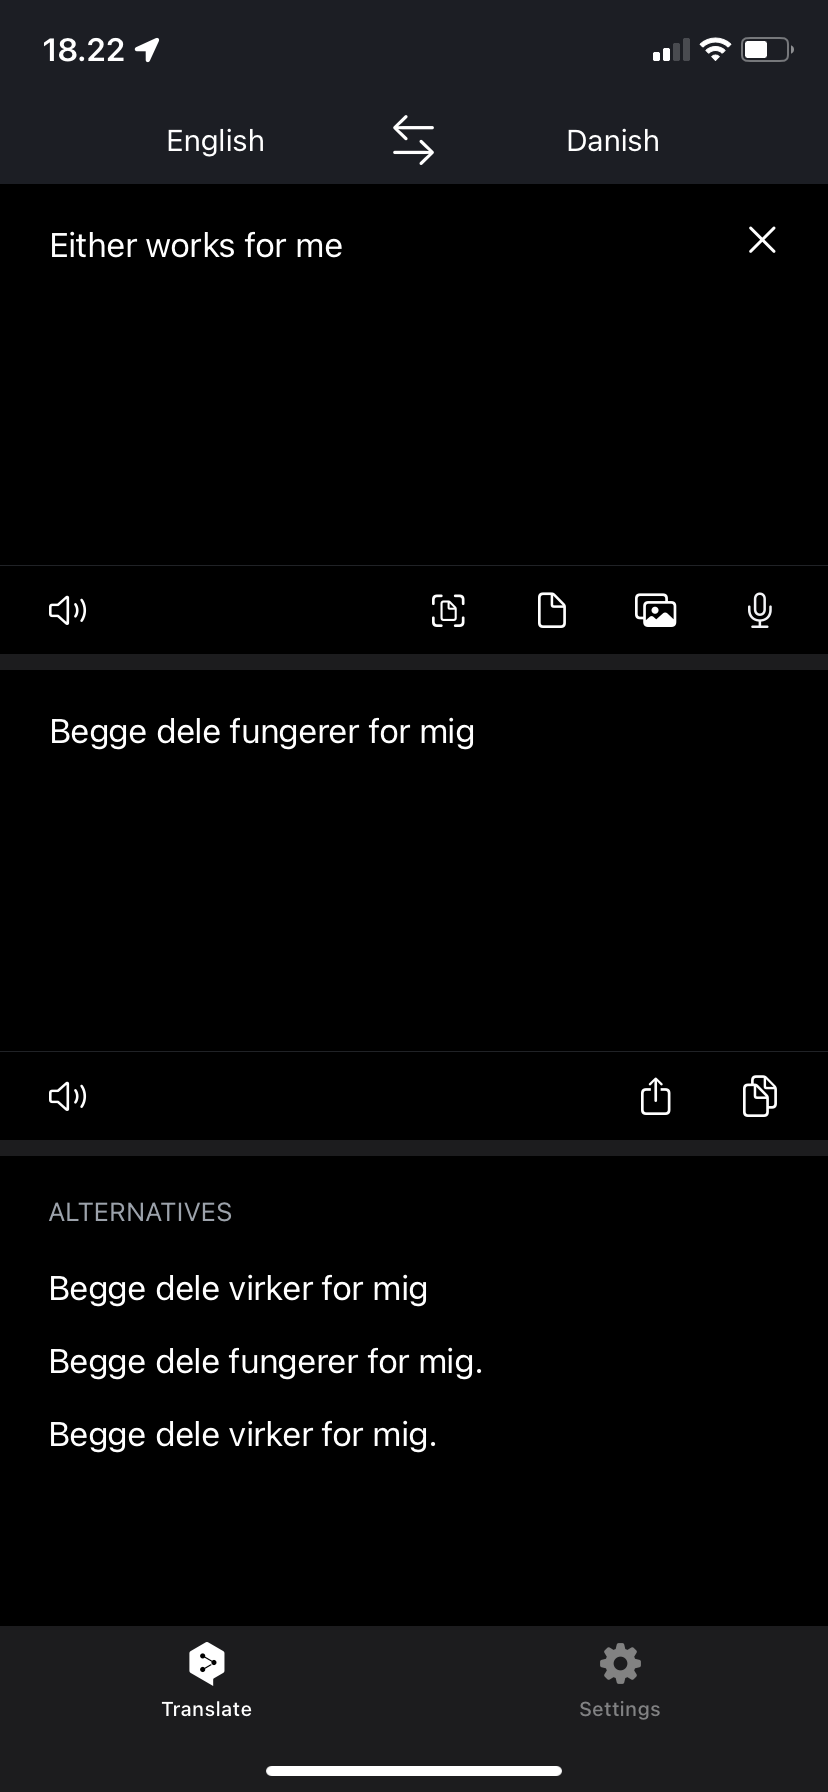 18.22
English
Danish
Either works for me
Begge dele fungerer for mig
ALTERNATIVES
Begge dele virker for mig
Begge dele fungerer for mig.
Begge dele virker for mig.
Translate
Settings